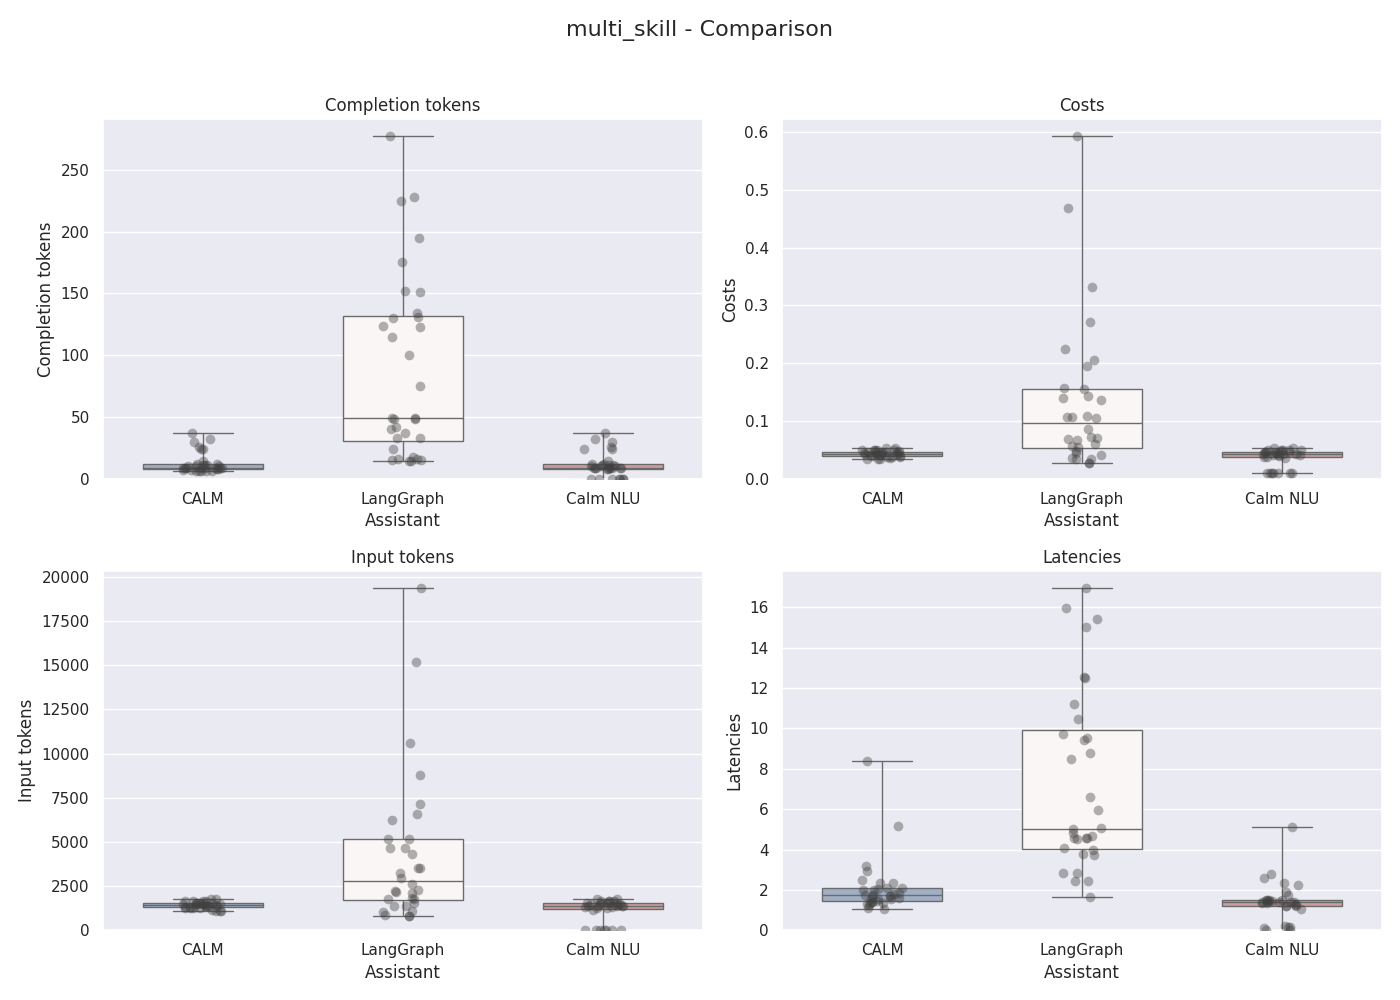 multi_skill - Comparison
Completion tokens
Completion tokens
250
200
150
100
50
0
CALM
LangGraph
Calm NLU
Assistant
Costs
Costs
0.6
0.5
0.4
0.3
0.2
0.1
0.0
CALM
LangGraph
Calm NLU
Assistant
Input tokens
Input tokens
20000
17500
15000
12500
10000
7500
5000
2500
0
CALM
LangGraph
Calm NLU
Assistant
Latencies
Latencies
16
14
12
10
8
6
4
2
0
CALM
LangGraph
Calm NLU
Assistant